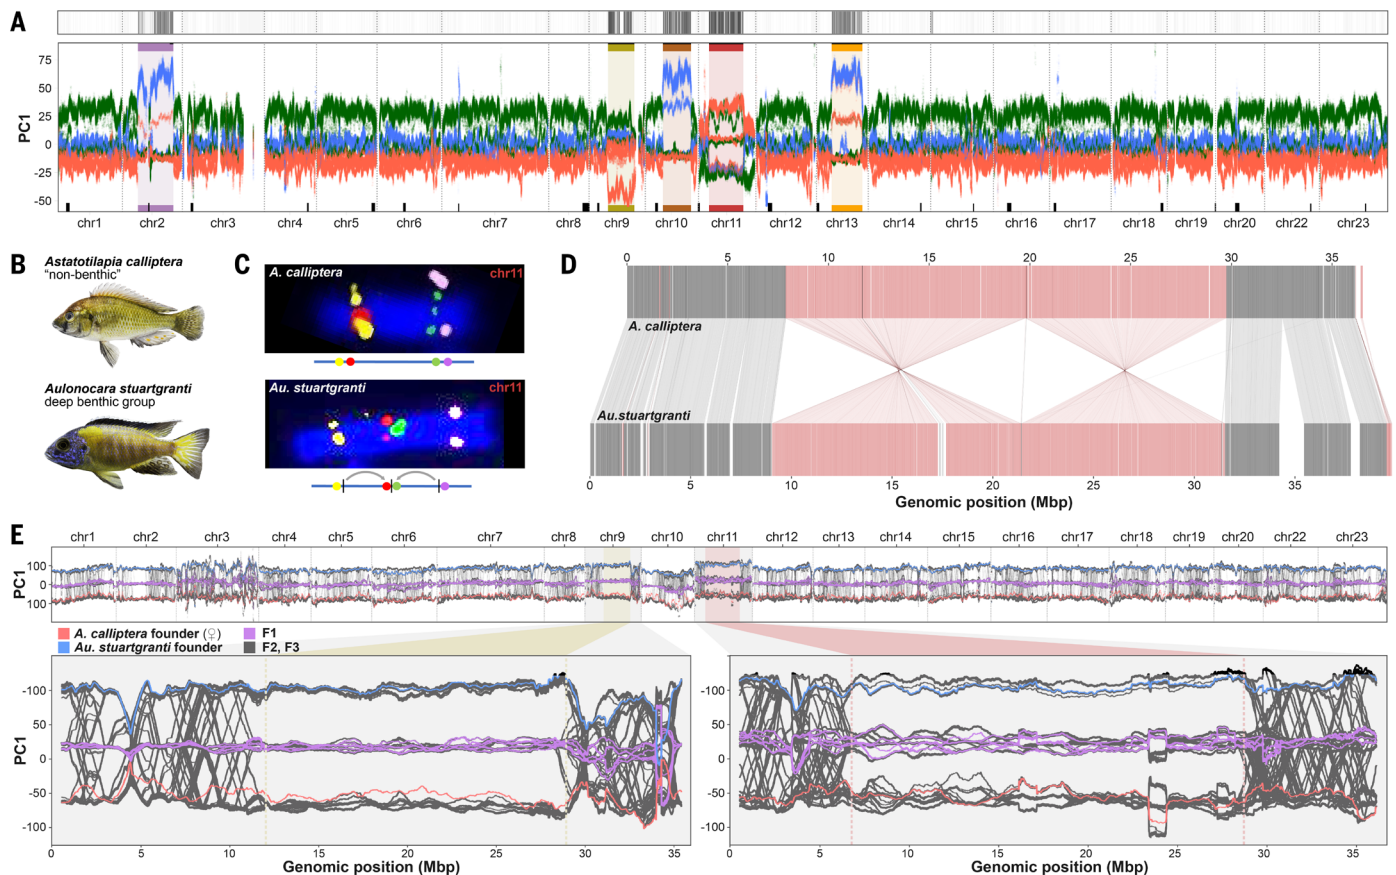 A
PC1
75
50
25
0
-25
-50
chr1 chr2 chr3 chr4 chr5 chr6 chr7 chr8 chr9 chr10 chr11 chr12 chr13 chr14 chr15 chr16 chr17 chr18 chr19 chr20 chr22 chr23
B
Astatotilapia calliptera
"non-benthic"
Aulonocara stuartgranti
deep benthic group
C
A. calliptera chr11
Au. stuartgranti chr11
D
0 5 10 15 20 25 30 35
A. calliptera
Au.stuartgranti
0 10 15 20 25 30 35
Genomic position (Mbp)
E
chr1 chr2 chr3 chr4 chr5 chr6 chr7 chr8 chr9 chr10 chr11 chr12 chr13 chr14 chr15 chr16 chr17 chr18 chr19 chr20 chr22 chr23
PC1
100
0
100
A. calliptera founder (♀) F1
Au. stuartgranti founder F2, F3
PC1
-100
50
0
-50
-100
0 5 10 15 20 25 30 35
Genomic position (Mbp)
-100
50
0
-50
-100
0 5 10 15 20 25 30 35
Genomic position (Mbp)